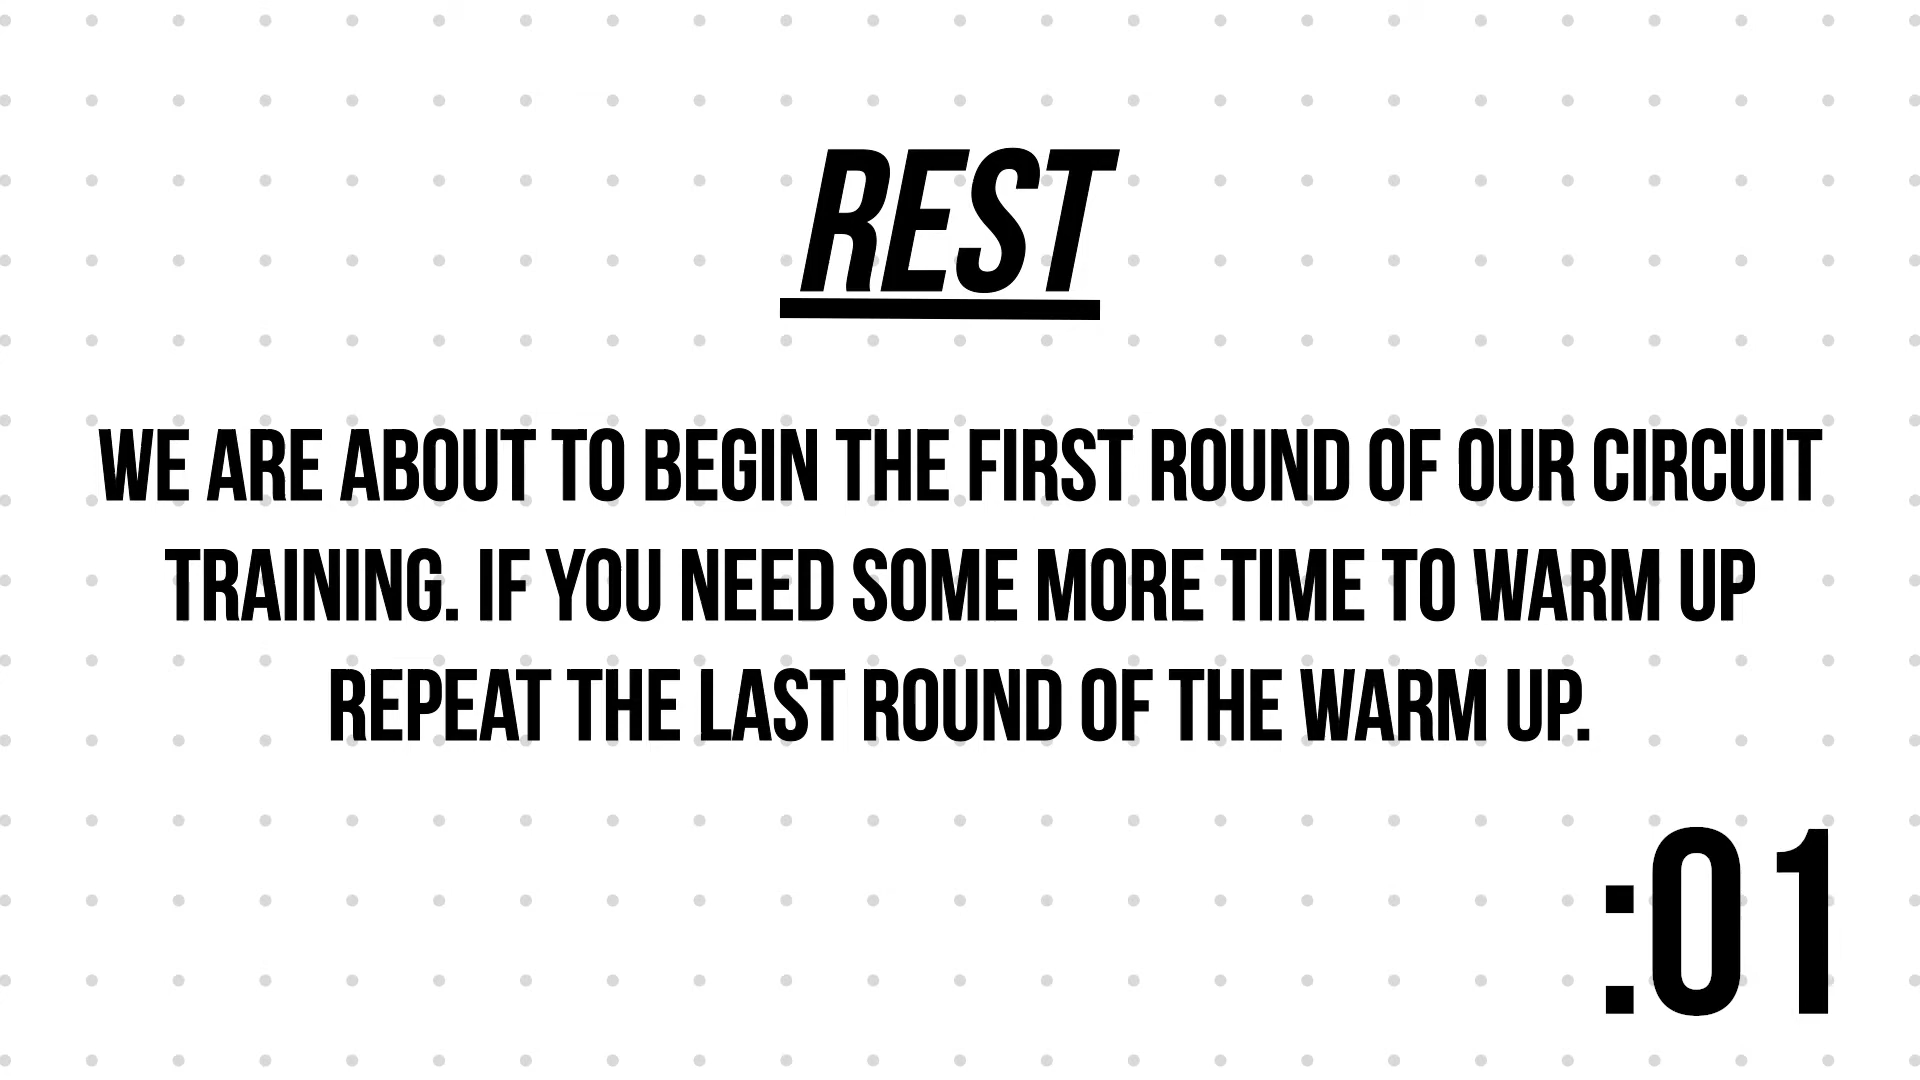 REST
WE ARE ABOUT TO BEGIN THE FIRST ROUND OF OUR CIRCUIT
TRAINING. IF YOU NEED SOME MORE TIME TO WARM UP
REPEAT THE LAST ROUND OF THE WARM UP.
:01